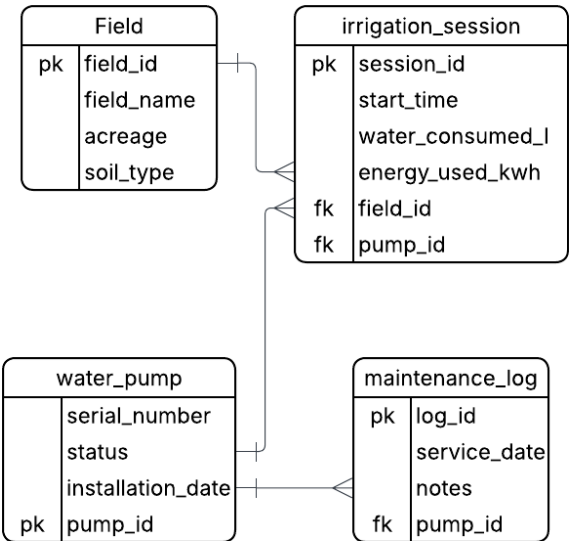 Field
pk field_id
field_name
acreage
soil_type
irrigation_session
pk session_id
start_time
water_consumed_l
energy_used_kwh
fk field_id
fk pump_id
water_pump
serial_number
status
installation_date
pk pump_id
maintenance_log
pk log_id
service_date
notes
fk pump_id